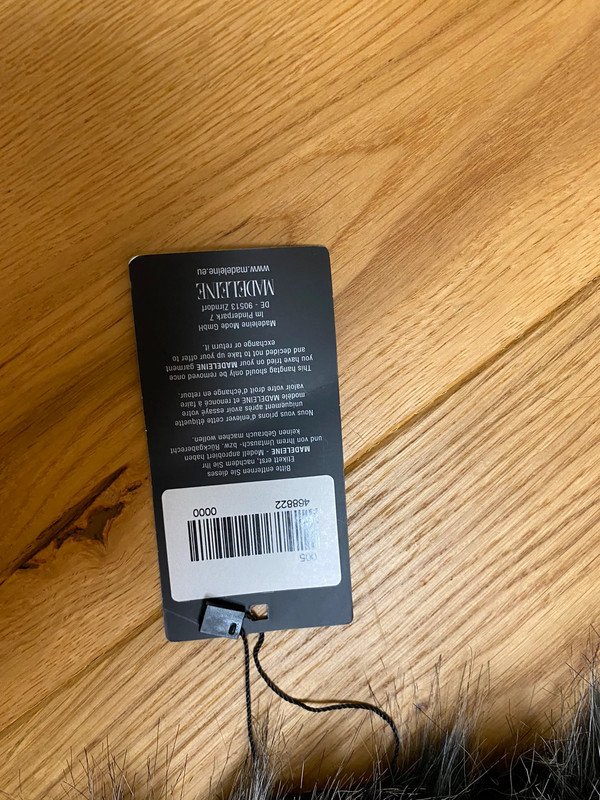 005
468822 0000
Bitte entfernen Sie dieses
Etikett erst, nachdem Sie Ihr
MADELEINE - Modell anprobiert haben
und von Ihrem Umtausch- bzw. Rückgaberecht
keinen Gebrauch machen wollen.
Nous vous prions d'enlever cette étiquette
uniquement après avoir essayé votre
modèle MADELEINE et renoncé à faire
valoir votre droit d'échange en retour.
This hangtag should be only removed once
you have tried on your MADELEINE garment
and decided not to take up your offer to
exchange or return it.
Madeleine Mode GmbH
Im Pinderpark 7
DE - 90513 Zirndorf
MADELEINE
www.madeleine.eu